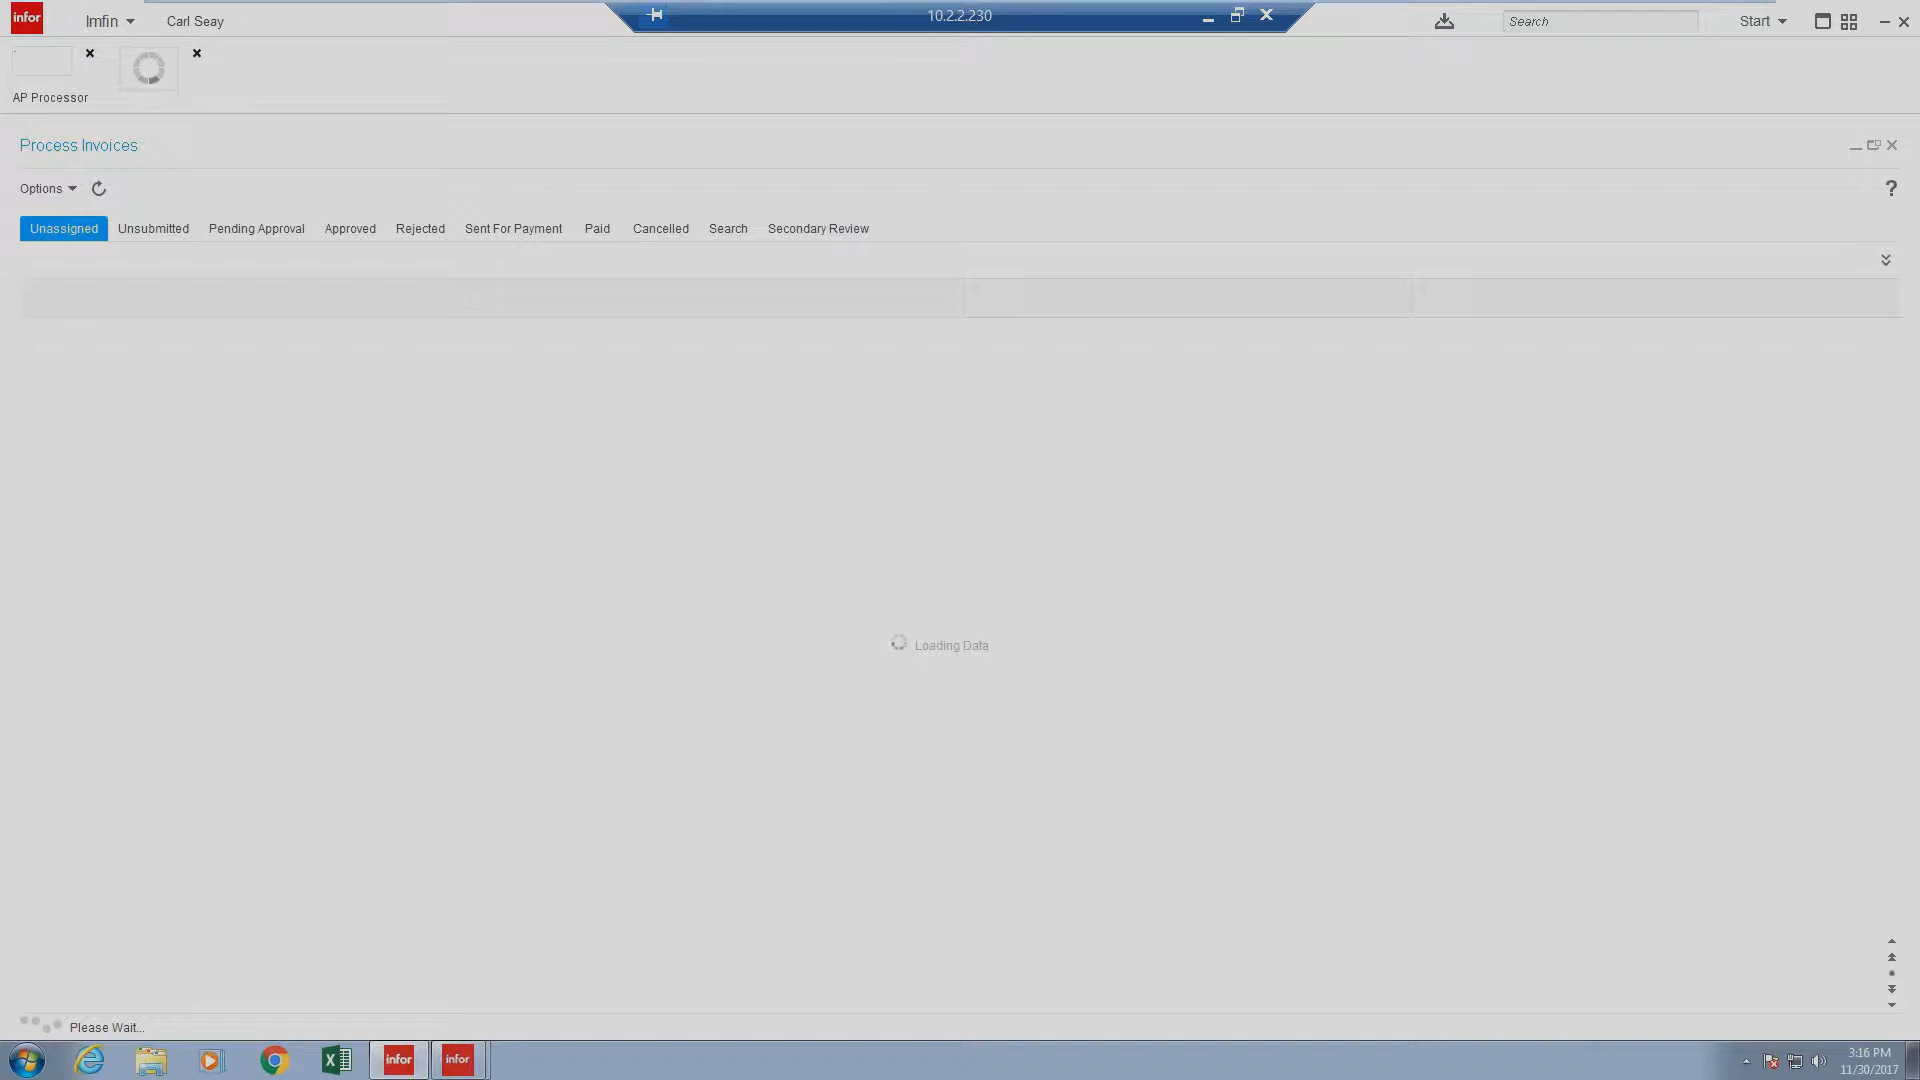 infor
lmfin
Carl Seay
10.2.2.230
Search
Start
AP Processor
Process Invoices
Options
?
Unassigned Unsubmitted Pending Approval Approved Rejected Sent For Payment Paid Cancelled Search Secondary Review
Loading Data
Please Wait...
infor
infor
3:16 PM
11/30/2017